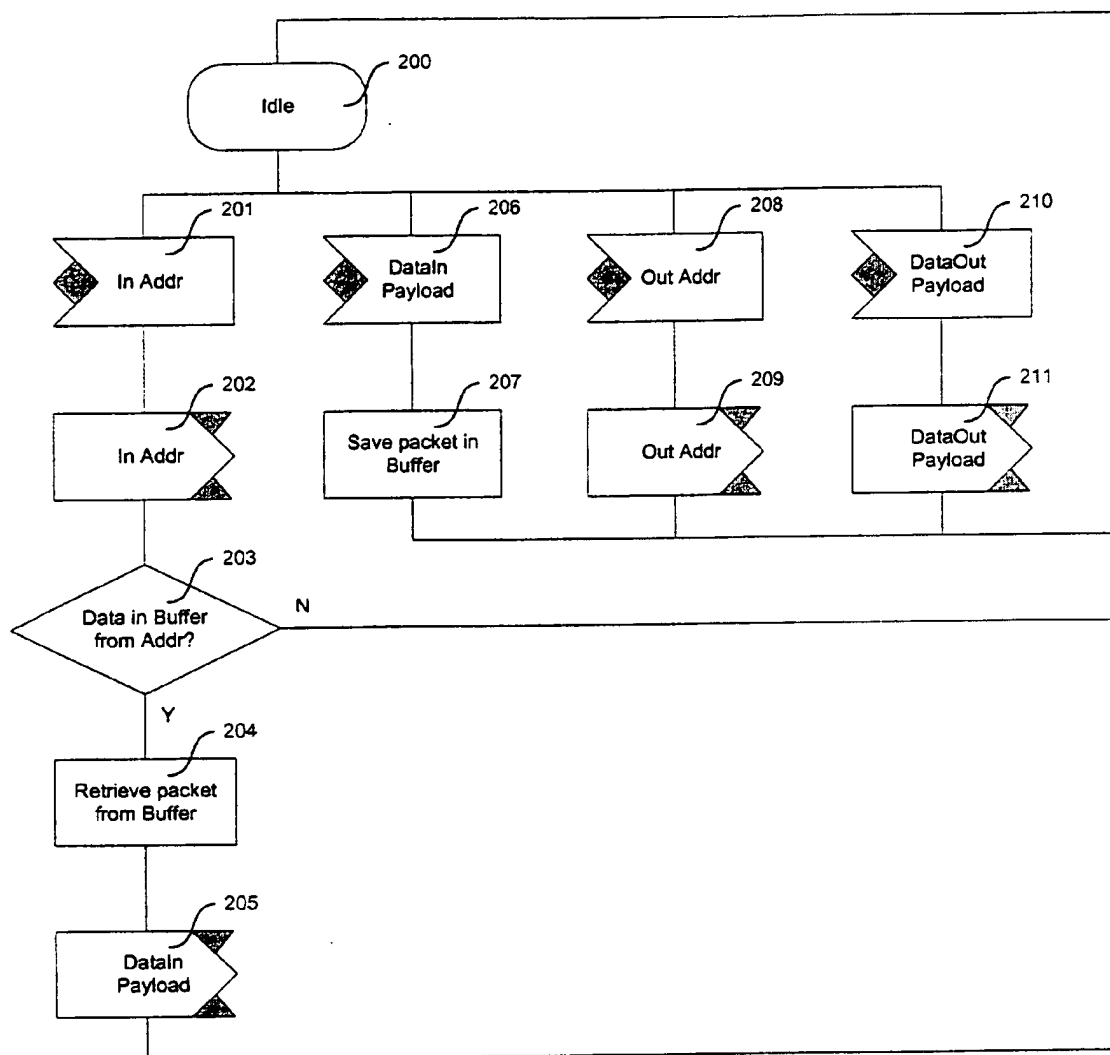 200
Idle
201
In Addr
206
DataIn
Payload
208
Out Addr
210
DataOut
Payload
202
In Addr
207
Save packet in
Buffer
209
Out Addr
211
DataOut
Payload
203
Data in Buffer
from Addr?
N
Y
204
Retrieve packet
from Buffer
205
DataIn
Payload